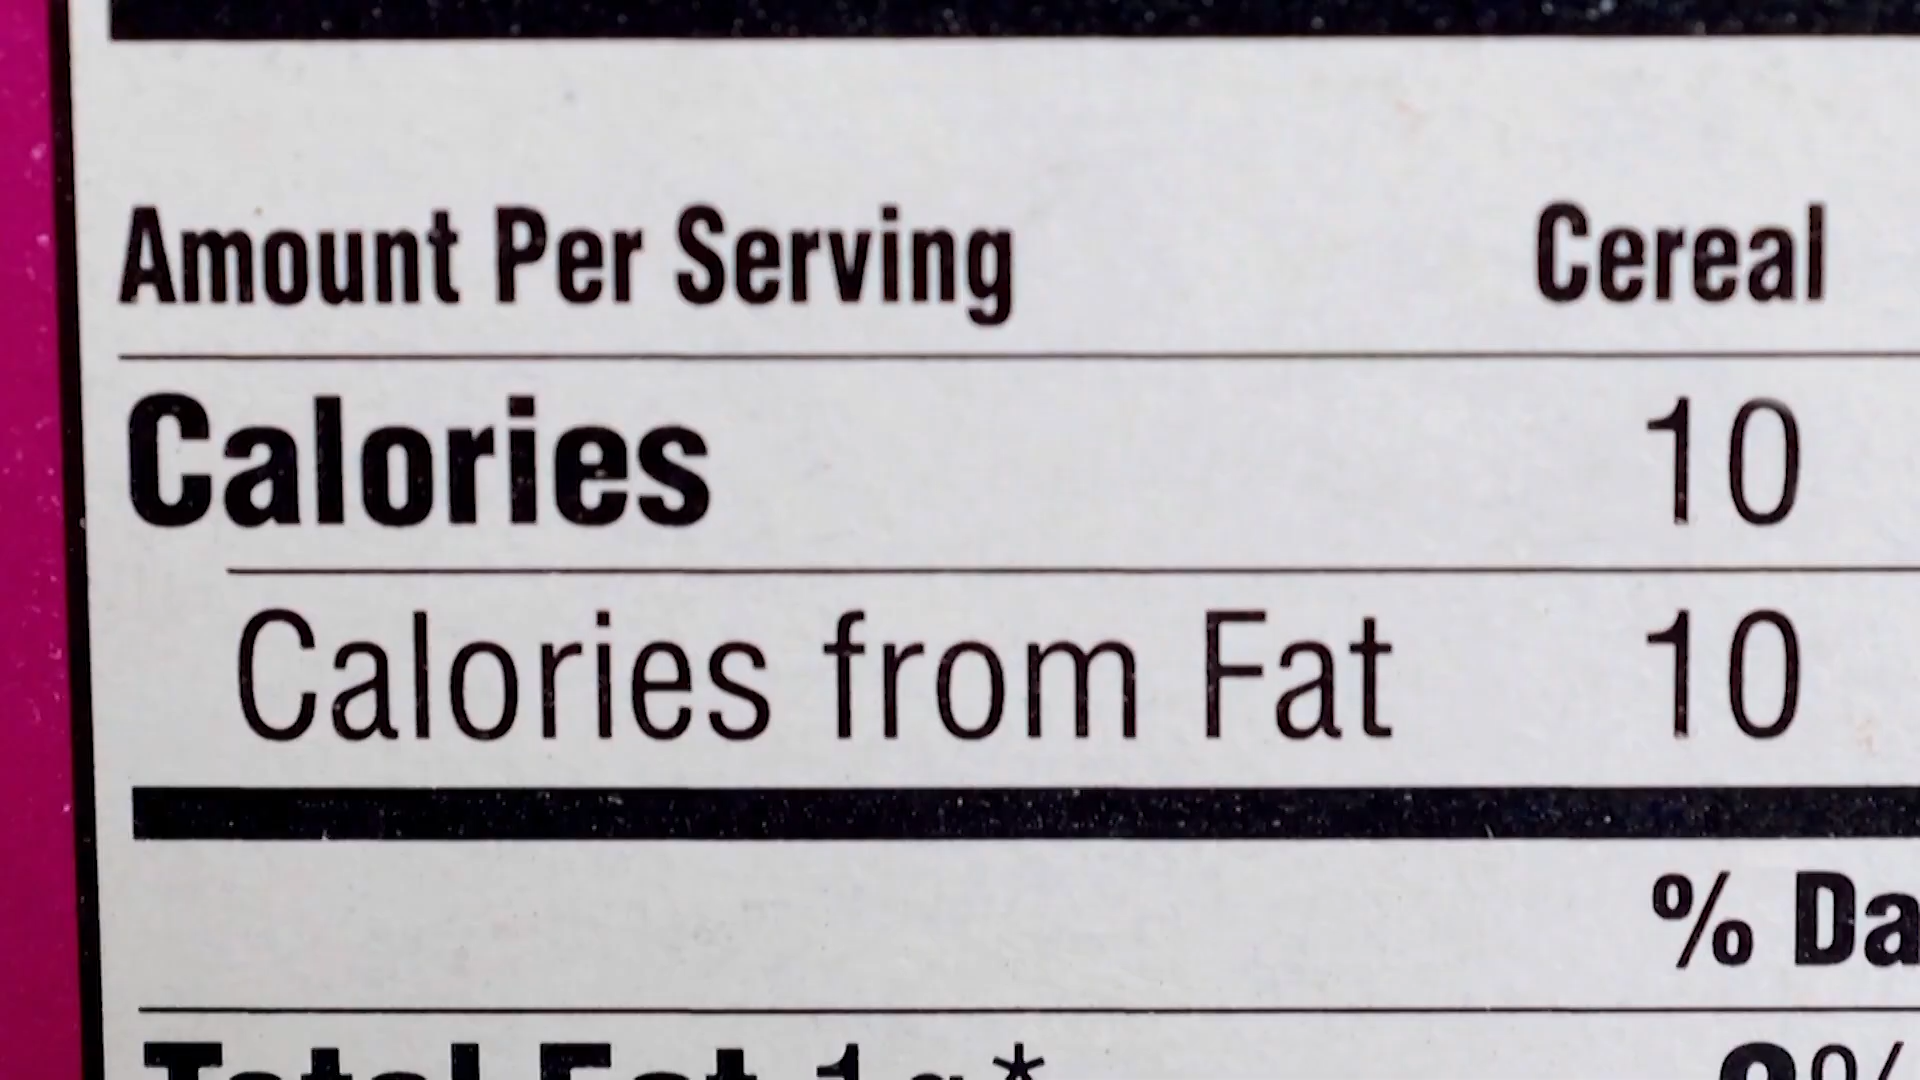 Amount Per Serving Cereal
Calories 10
Calories from Fat 10
% Da
Total Fat 1g*